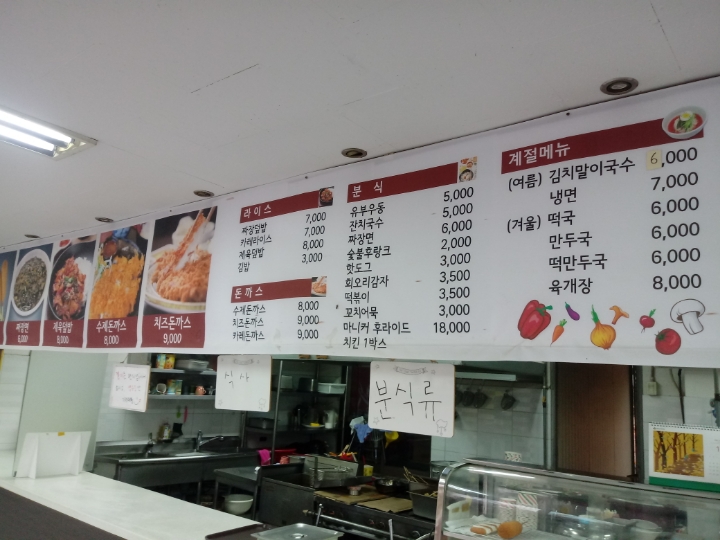 짜장면
6,000
제육덮밥
수제돈까스
8,000
치즈돈까스
9,000
라이스
짜장덮밥 7,000
카레라이스 7,000
제육덮밥 8,000
김밥 3,000
돈까스
수제돈까스 8,000
치즈돈까스 9,000
카레돈까스 9,000
분식
유부우동 5,000
잔치국수 5,000
짜장면 6,000
숯불후랑크 2,000
핫도그 3,000
회오리감자 3,500
떡볶이 3,500
꼬치어묵 3,000
마니커 후라이드 18,000
치킨 1박스
계절메뉴
(여름) 김치말이국수 6,000
냉면 7,000
(겨울) 떡국 6,000
만두국 6,000
떡만두국 6,000
육개장 8,000
식사
분식류